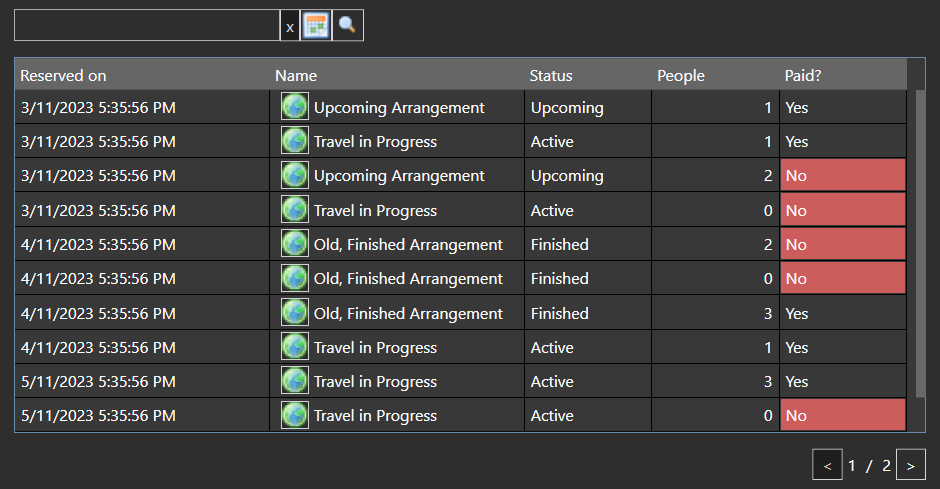 x
Reserved on Name Status People Paid?
3/11/2023 5:35:56 PM Upcoming Arrangement Upcoming 1 Yes
3/11/2023 5:35:56 PM Travel in Progress Active 1 Yes
3/11/2023 5:35:56 PM Upcoming Arrangement Upcoming 2 No
3/11/2023 5:35:56 PM Travel in Progress Active 0 No
4/11/2023 5:35:56 PM Old, Finished Arrangement Finished 2 No
4/11/2023 5:35:56 PM Old, Finished Arrangement Finished 0 No
4/11/2023 5:35:56 PM Old, Finished Arrangement Finished 3 Yes
4/11/2023 5:35:56 PM Travel in Progress Active 1 Yes
5/11/2023 5:35:56 PM Travel in Progress Active 3 Yes
5/11/2023 5:35:56 PM Travel in Progress Active 0 No
< 1 / 2 >